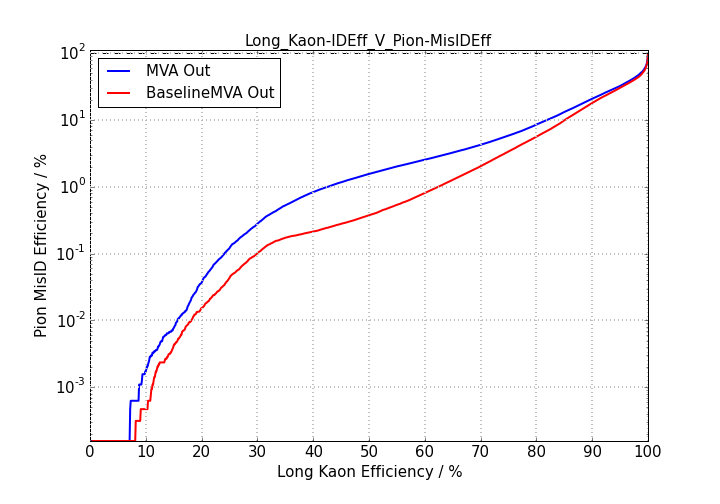 Long_Kaon-IDEff_V_Pion-MisIDEff
MVA Out
BaselineMVA Out
Pion MisID Efficiency / %
10²
10¹
10⁰
10⁻¹
10⁻²
10⁻³
0 10 20 30 40 50 60 70 80 90 100
Long Kaon Efficiency / %